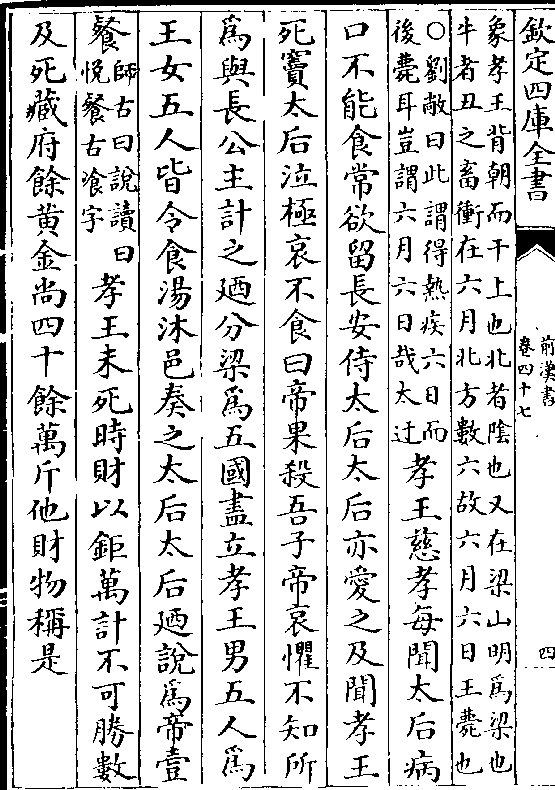 欽定四庫全書
前漢書
卷四十七
四
象孝王背朝而干上也北者陰也又在梁山明爲梁也
牛者丑之畜衝在六月北方數六故六月六日王薨也
○劉敞曰此謂得熱疾六日而
後薨耳豈謂六月六日哉太迂
孝王慈孝每聞太后病
口不能食常欲留長安侍太后太后亦愛之及聞孝王
死竇太后泣極哀不食曰帝果殺吾子帝哀懼不知所
爲與長公主計之廼分梁爲五國盡立孝王男五人爲
王女五人皆令食湯沐邑奏之太后太后廼說爲帝壹
餐
師古曰說讀曰
悅餐古飡字
孝王未死時財以鉅萬計不可勝數
及死藏府餘黃金尚四十餘萬斤他財物稱是